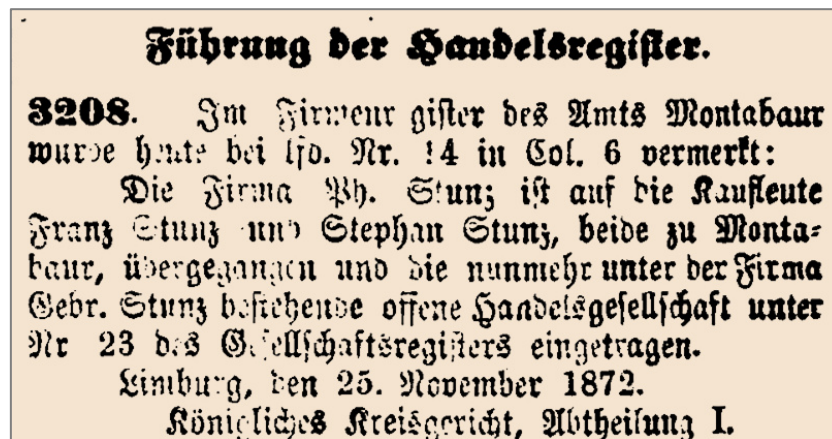 Führung der Handelsregister.
3208. Im Firmenregister des Amts Montabaur
wurde heute bei lfd. Nr. 14 in Col. 6 vermerkt:
Die Firma Ph. Stunz ist auf die Kaufleute
Franz Stunz und Stephan Stunz, beide zu Monta-
baur, übergegangen und die nunmehr unter der Firma
Gebr. Stunz bestehende offene Handelsgesellschaft unter
Nr 23 des Gesellschaftsregisters eingetragen.
Limburg, den 25. November 1872.
Königliches Kreisgericht, Abtheilung I.